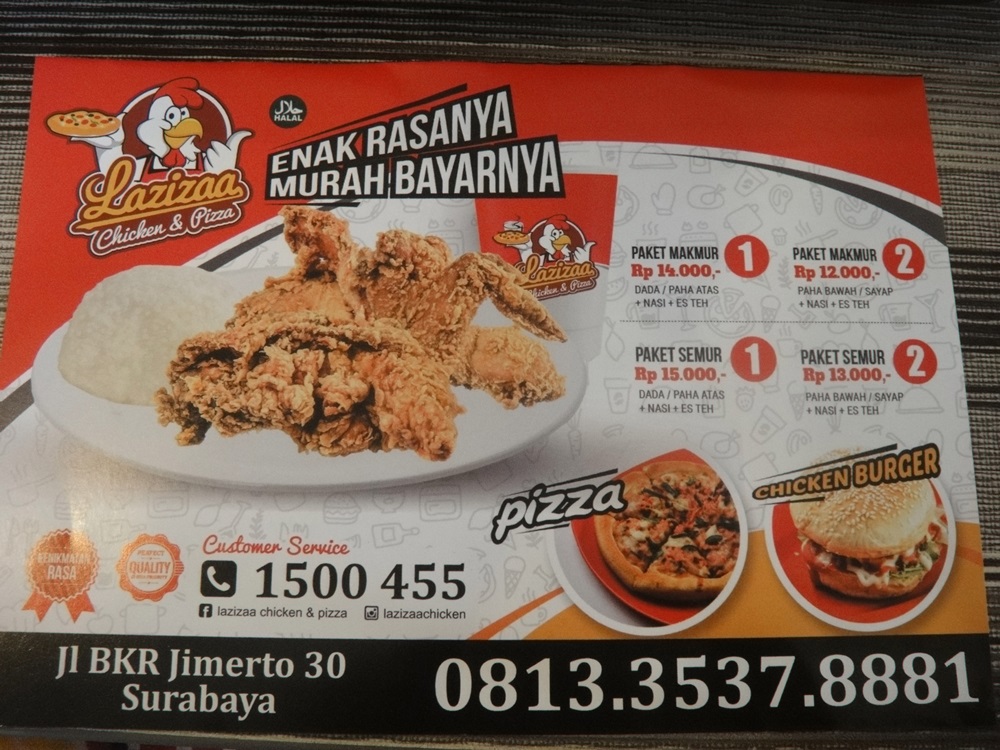 Lazizaa
Chicken & Pizza
حلال
HALAL
ENAK RASANYA
MURAH BAYARNYA
Lazizaa
Chicken & Pizza
PAKET MAKMUR 1
Rp 14.000,-
DADA / PAHA ATAS
+ NASI + ES TEH
PAKET MAKMUR 2
Rp 12.000,-
PAHA BAWAH / SAYAP
+ NASI + ES TEH
PAKET SEMUR 1
Rp 15.000,-
DADA / PAHA ATAS
+ NASI + ES TEH
PAKET SEMUR 2
Rp 13.000,-
PAHA BAWAH / SAYAP
+ NASI + ES TEH
pizza
CHICKEN BURGER
KENIKMATAN
RASA
PERFECT
QUALITY
Customer Service
1500 455
lazizaa chicken & pizza
lazizaachicken
Jl BKR Jimerto 30
Surabaya
0813.3537.8881